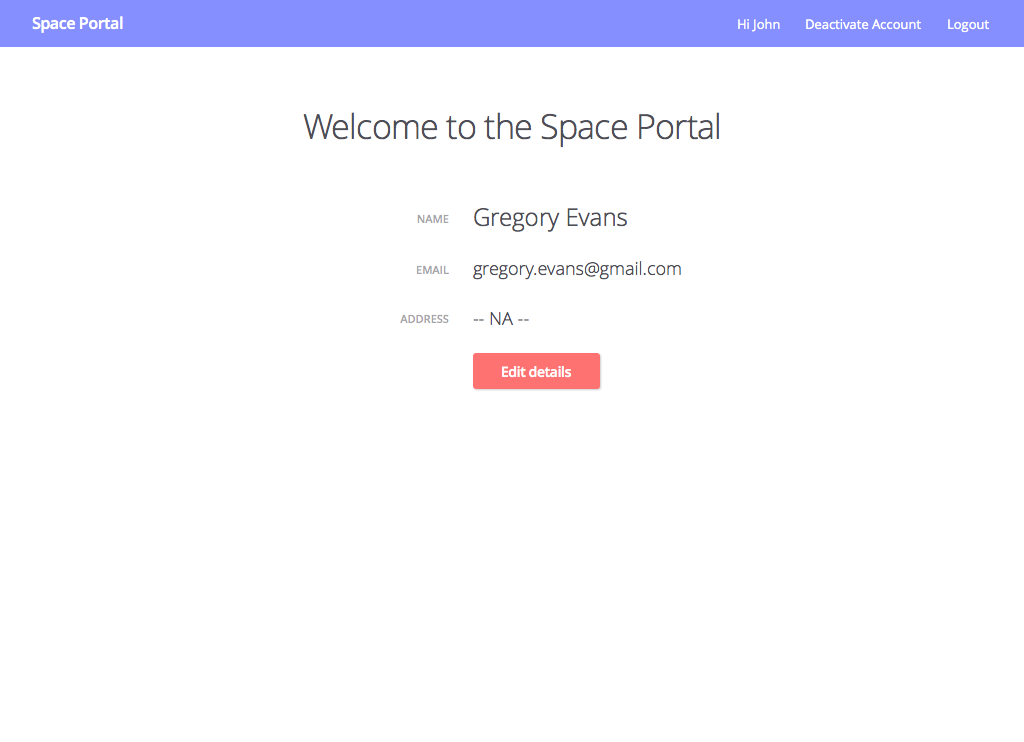 Space Portal
Hi John
Deactivate Account
Logout
Welcome to the Space Portal
NAME
Gregory Evans
EMAIL
gregory.evans@gmail.com
ADDRESS
-- NA --
Edit details